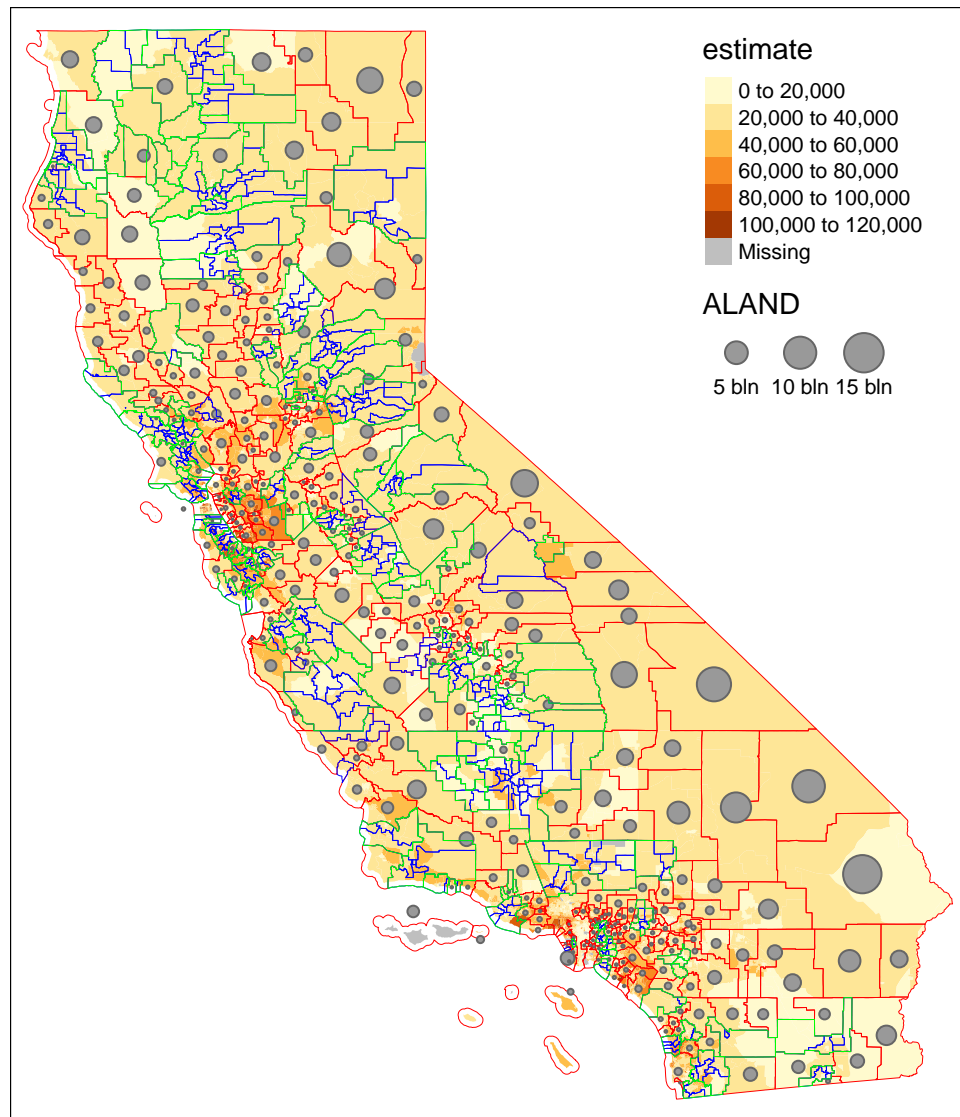 estimate
0 to 20,000
20,000 to 40,000
40,000 to 60,000
60,000 to 80,000
80,000 to 100,000
100,000 to 120,000
Missing
ALAND
5 bln 10 bln 15 bln